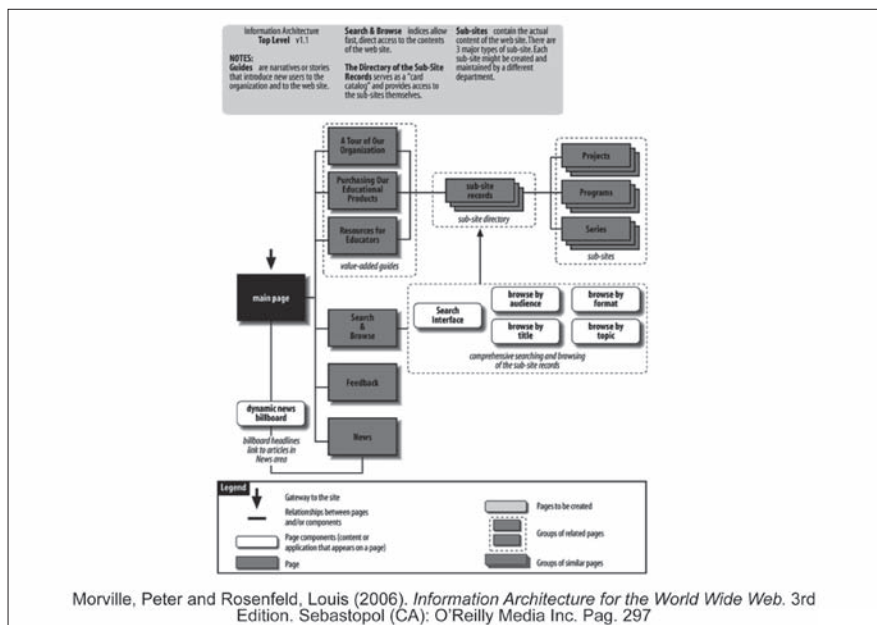 Information Architecture
Top Level v1.1
NOTES:
Guides are narratives or stories
that introduce new users to the
organization and to the web site.
Search & Browse indices allow
fast, direct access to the contents
of the web site.
The Directory of the Sub-Site
Records serves as a "card
catalog" and provides access
to the sub-sites themselves.
Sub-sites contain the actual
content of the web site. There are
3 major types of sub-site. Each
sub-site might be created and
maintained by a different
department.
A Tour of Our
Organization
Purchasing Our
Educational
Products
Resources for
Educators
value-added guides
sub-site
records
sub-site directory
Projects
Programs
Series
sub-sites
main page
Search
&
Browse
Search
Interface
browse by
audience
browse by
format
browse by
title
browse by
topic
comprehensive searching and browsing
of the sub-site records
Feedback
dynamic news
billboard
billboard headlines
link to articles in
News area
News
Legend
Gateway to the site
Relationships between pages
and/or components
Page components (content or
application that appears on a page)
Page
Pages to be created
Groups of related pages
Groups of similar pages
Morville, Peter and Rosenfeld, Louis (2006). Information Architecture for the World Wide Web. 3rd
Edition. Sebastopol (CA): O'Reilly Media Inc. Pag. 297